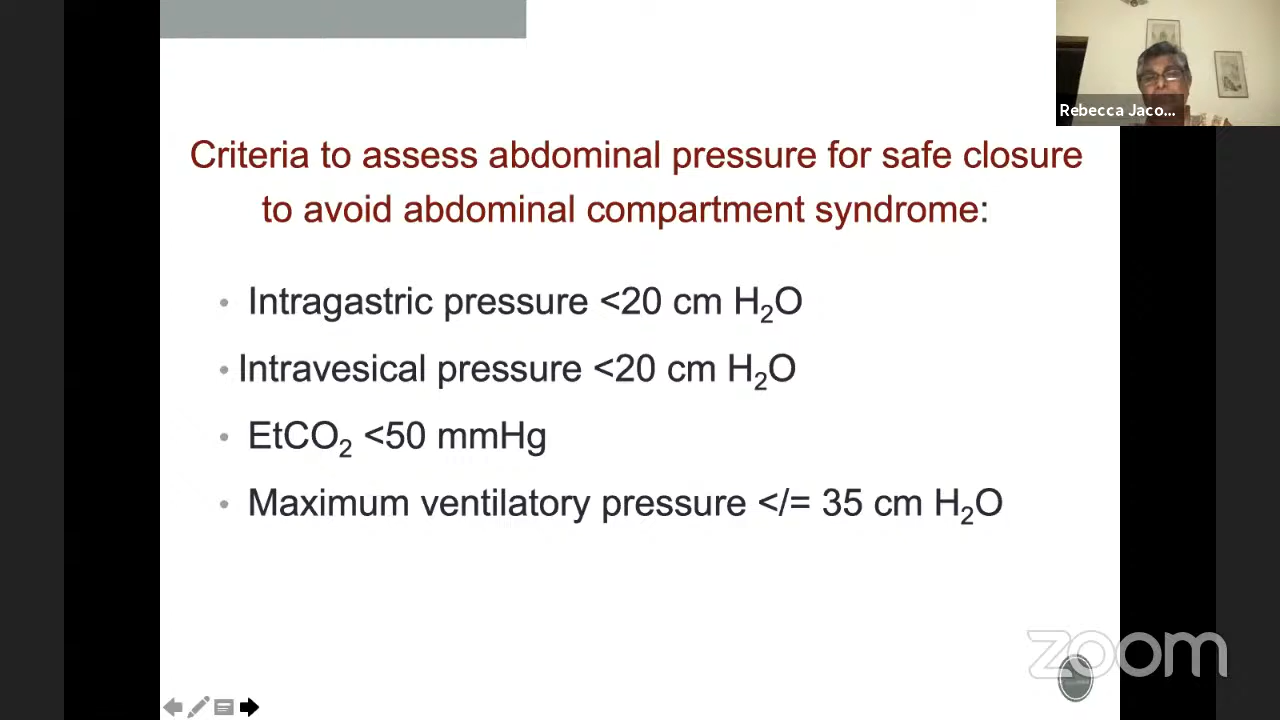 Rebecca Jaco...
Criteria to assess abdominal pressure for safe closure
to avoid abdominal compartment syndrome:
• Intragastric pressure <20 cm H₂O
• Intravesical pressure <20 cm H₂O
• EtCO₂ <50 mmHg
• Maximum ventilatory pressure </= 35 cm H₂O
zoom